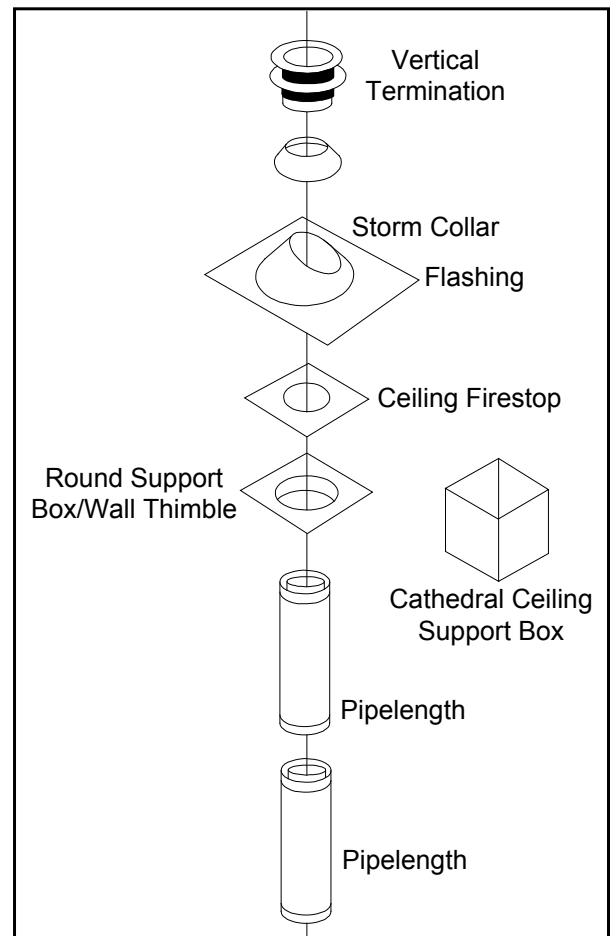 Vertical
Termination
Storm Collar
Flashing
Ceiling Firestop
Round Support
Box/Wall Thimble
Cathedral Ceiling
Support Box
Pipelength
Pipelength